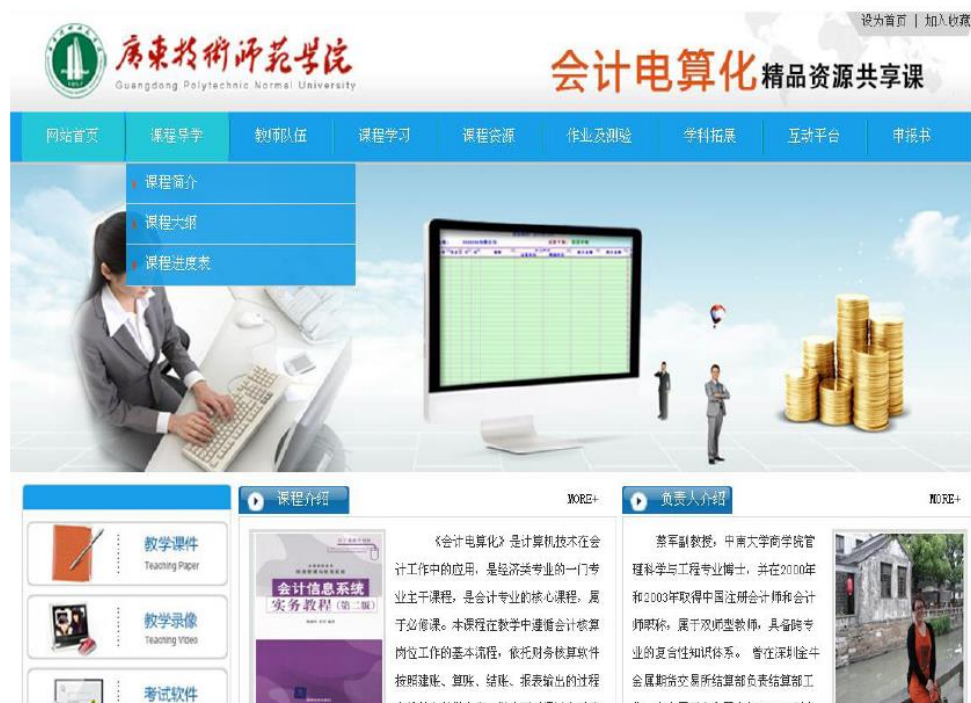 设为首页 | 加入收藏
廣東技術师范学院
Guangdong Polytechnic Normal University
会计电算化精品资源共享课
网站首页 课程导学 教师队伍 课程学习 课程资源 作业及测验 学科拓展 互动平台 申报书
课程简介
课程大纲
课程进度表
课程介绍 MORE+
负责人介绍 MORE+
教学课件
Teaching Paper
教学录像
Teaching Video
考试软件
会计信息系统
实务教程(第二版)
《会计电算化》是计算机技术在会
计工作中的应用，是经济类专业的一门专
业主干课程，是会计专业的核心课程，属
于必修课。本课程在教学中遵循会计核算
岗位工作的基本流程，依托财务核算软件
按照建账、算账、结账、报表输出的过程
蔡军副教授，中南大学商学院管
理科学与工程专业博士，并在2000年
和2003年取得中国注册会计师和会计
师职称，属于双师型教师，具备跨专
业的复合性知识体系。 曾在深圳金牛
金属期货交易所结算部负责结算部工